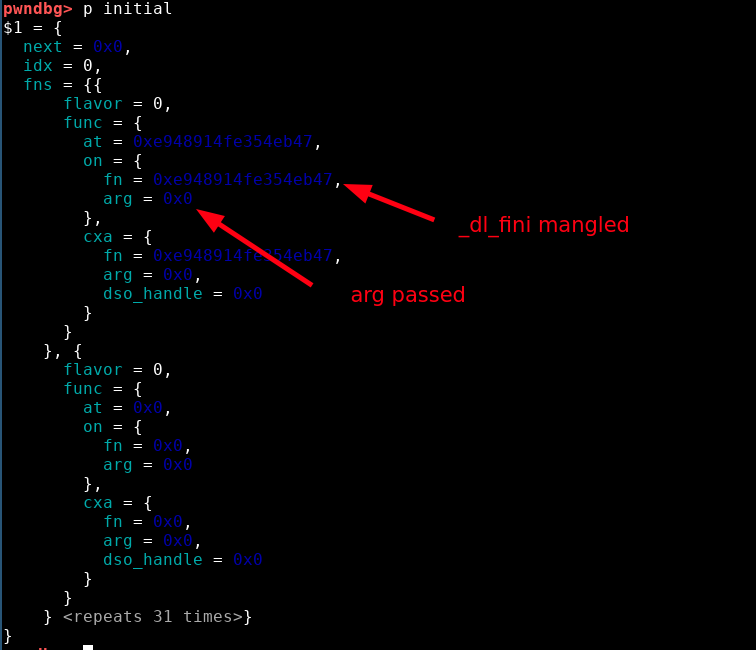 pwndbg> p initial
$1 = {
  next = 0x0,
  idx = 0,
  fns = {{
      flavor = 0,
      func = {
        at = 0xe948914fe354eb47,
        on = {
          fn = 0xe948914fe354eb47,
          arg = 0x0
_dl_fini mangled
        },
        cxa = {
          fn = 0xe948914fe354eb47,
          arg = 0x0,
          dso_handle = 0x0
arg passed
        }
      }
    }, {
      flavor = 0,
      func = {
        at = 0x0,
        on = {
          fn = 0x0,
          arg = 0x0
        },
        cxa = {
          fn = 0x0,
          arg = 0x0,
          dso_handle = 0x0
        }
      }
    } <repeats 31 times>}
}